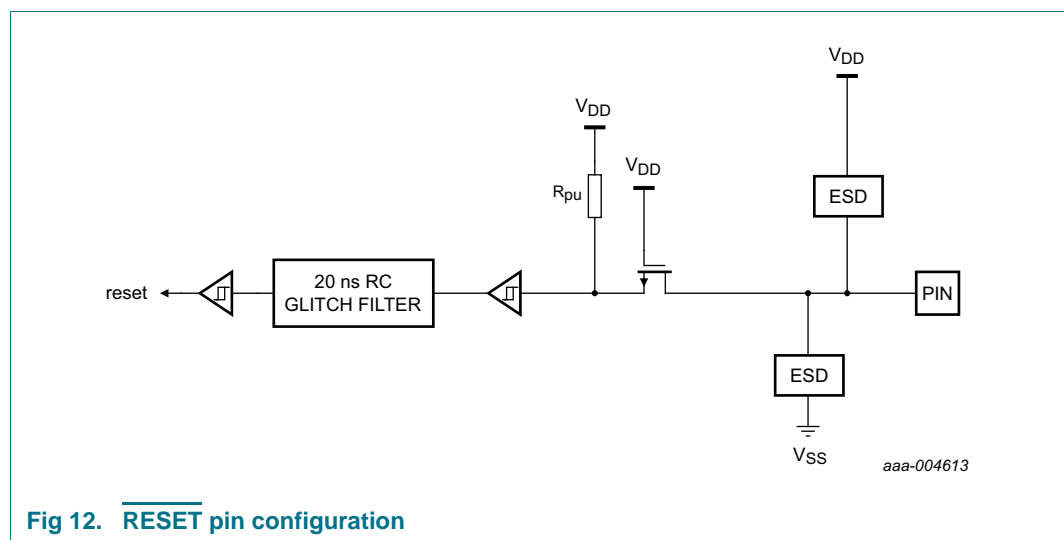 VDD
VDD
VDD
Rpu
ESD
reset
20 ns RC
GLITCH FILTER
PIN
ESD
VSS
aaa-004613
Fig 12. RESET pin configuration